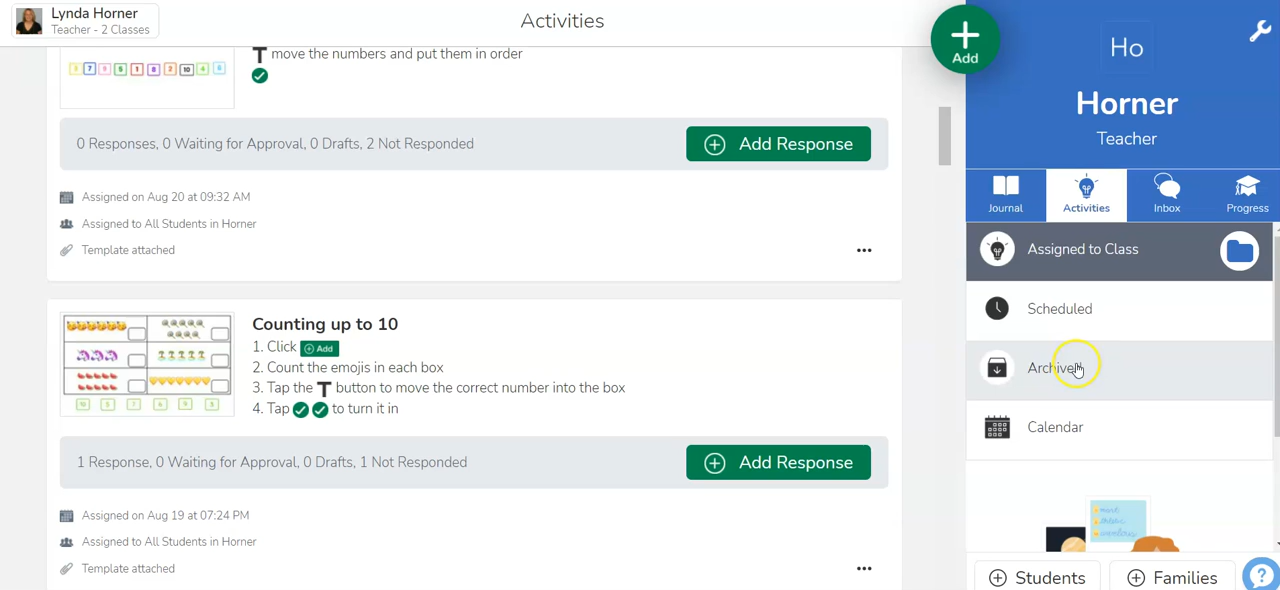 Lynda Horner
Teacher - 2 Classes
Activities
Add
Ho
Horner
Teacher
Journal
Activities
Inbox
Progress
Assigned to Class
Scheduled
Archived
Calendar
T move the numbers and put them in order
0 Responses, 0 Waiting for Approval, 0 Drafts, 2 Not Responded
Add Response
Assigned on Aug 20 at 09:32 AM
Assigned to All Students in Horner
Template attached
Counting up to 10
1. Click Add
2. Count the emojis in each box
3. Tap the T button to move the correct number into the box
4. Tap to turn it in
1 Response, 0 Waiting for Approval, 0 Drafts, 1 Not Responded
Add Response
Assigned on Aug 19 at 07:24 PM
Assigned to All Students in Horner
Template attached
Students
Families
?